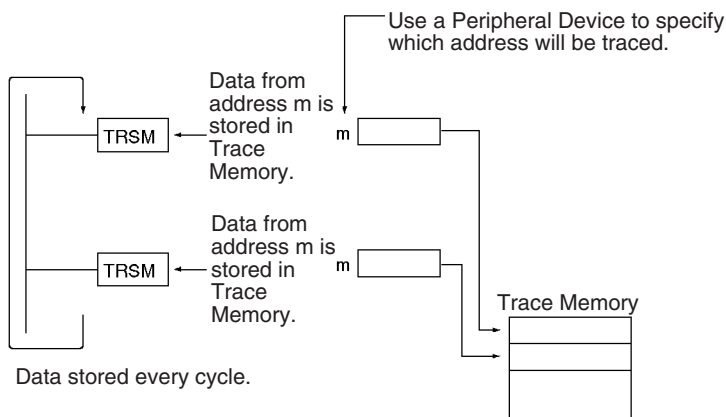 Use a Peripheral Device to specify
which address will be traced.
Data from
address m is
stored in
Trace
Memory.
TRSM
m
Data from
address m is
stored in
Trace
Memory.
TRSM
m
Trace Memory
Data stored every cycle.